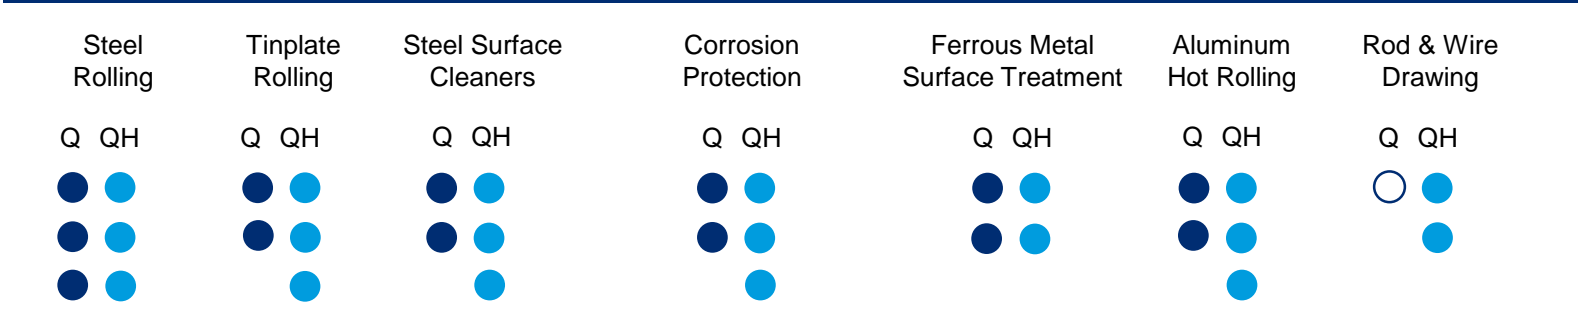 Steel
Rolling
Tinplate
Rolling
Steel Surface
Cleaners
Corrosion
Protection
Ferrous Metal
Surface Treatment
Aluminum
Hot Rolling
Rod & Wire
Drawing
Q QH
Q QH
Q QH
Q QH
Q QH
Q QH
Q QH